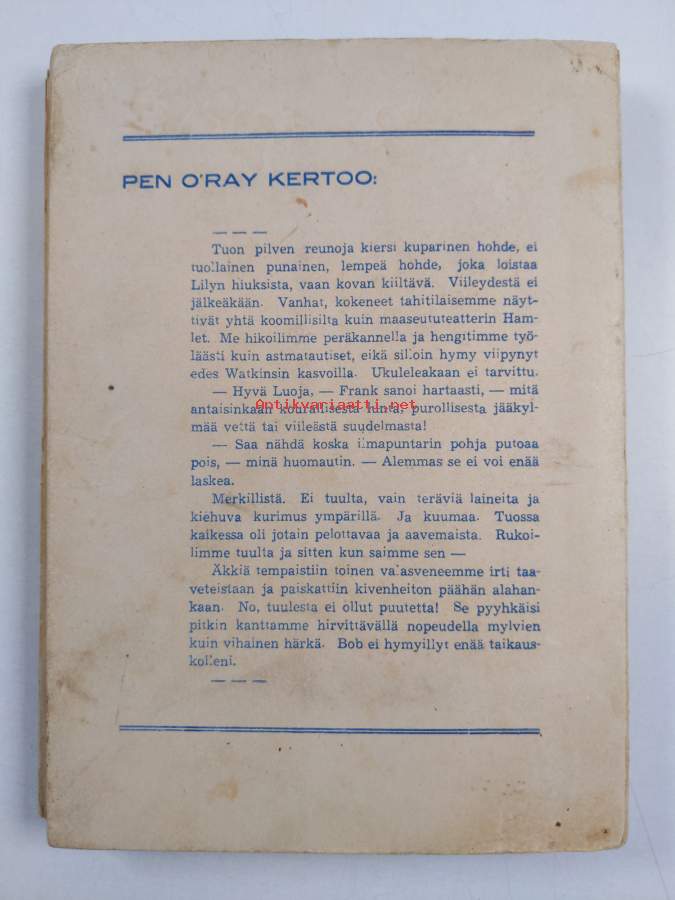 PEN O'RAY KERTOO:
— — —
Tuon pilven reunoja kiersi kuparinen hohde, ei
tuollainen punainen, lempeä hohde, joka loistaa
Lilyn hiuksista, vaan kovan kiiltävä. Viileydestä ei
jälkeäkään. Vanhat, kokeneet tahitilaisemme näyt-
tivät yhtä koomillisilta kuin maaseututeatterin Ham-
let. Me hikoilimme peräkannella ja hengitimme työ-
läästi kuin astmatautiset, eikä silloin hymy viipynyt
edes Watkinsin kasvoilla. Ukuleleakaan ei tarvittu.
— Hyvä Luoja, — Frank sanoi hartaasti, — mitä
Antikvariaatti.net
antaisinkaan kourallisesta lunta, purollisesta jääkyl-
mää vettä tai viileästä suudelmasta!
— Saa nähdä koska ilmapuntarin pohja putoaa
pois, — minä huomautin. — Alemmas se ei voi enää
laskea.
Merkillistä. Ei tuulta, vain teräviä laineita ja
kiehuva kurimus ympärillä. Ja kuumaa. Tuossa
kaikessa oli jotain pelottavaa ja aavemaista. Rukoi-
limme tuulta ja sitten kun saimme sen —
Äkkiä tempaistiin toinen valasveneemme irti taa-
veteistaan ja paiskattiin kivenheiton päähän alahan-
kaan. No, tuulesta ei ollut puutetta! Se pyyhkäisi
pitkin kanttamme hirvittävällä nopeudella mylvien
kuin vihainen härkä. Bob ei hymyillyt enää taikaus-
kolleni.
— — —